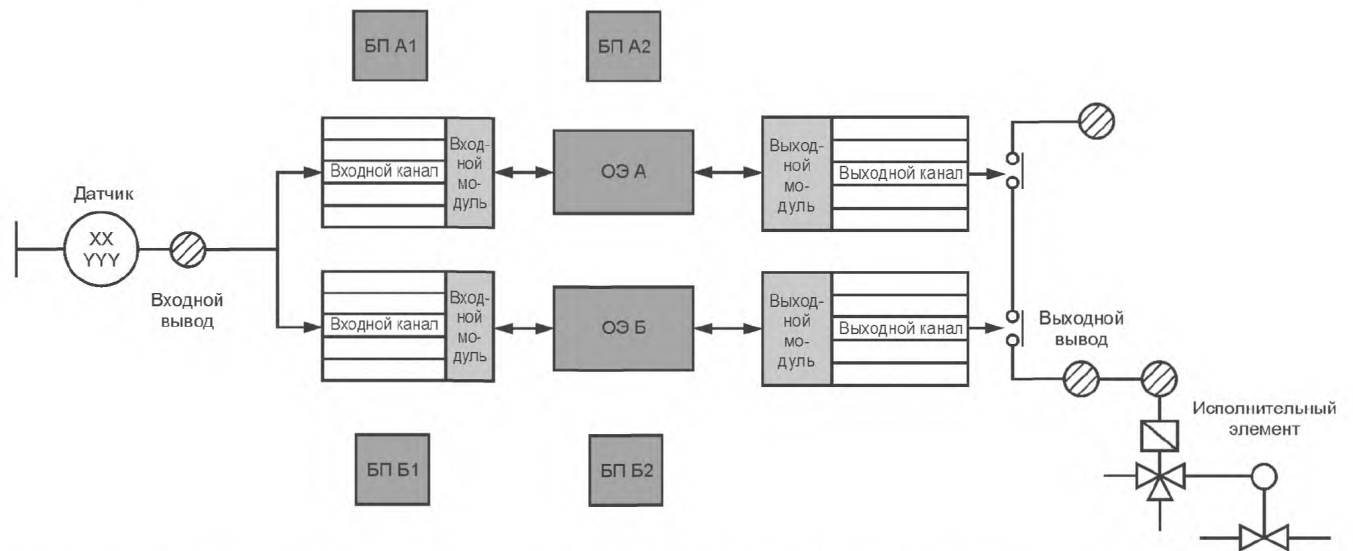 БП А1
БП А2
Датчик
XX
YYY
Входной
вывод
Входной канал
Вход-
ной
мо-
дуль
ОЭ А
Выход-
ной
мо-
дуль
Выходной канал
Входной канал
Вход-
ной
мо-
дуль
ОЭ Б
Выход-
ной
мо-
дуль
Выходной канал
Выходной
вывод
Исполнительный
элемент
БП Б1
БП Б2